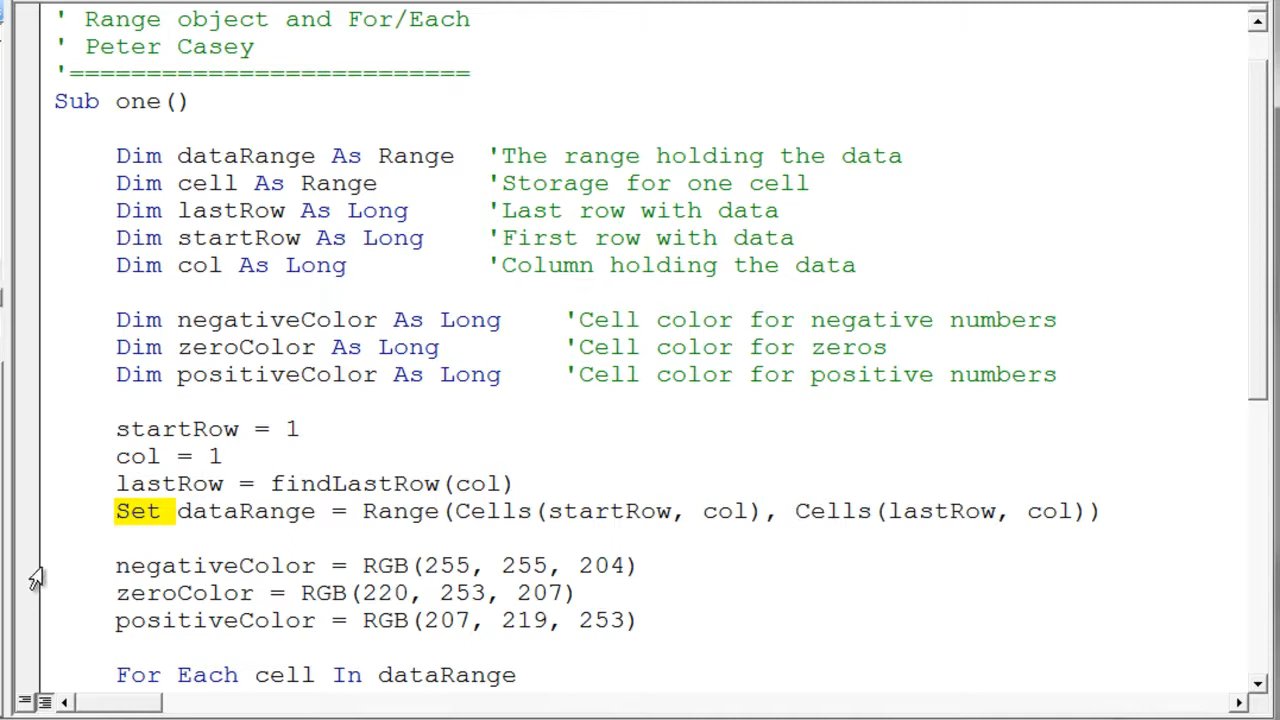 ' Range object and For/Each
' Peter Casey
'==========================
Sub one()
Dim dataRange As Range 'The range holding the data
Dim cell As Range 'Storage for one cell
Dim lastRow As Long 'Last row with data
Dim startRow As Long 'First row with data
Dim col As Long 'Column holding the data
Dim negativeColor As Long 'Cell color for negative numbers
Dim zeroColor As Long 'Cell color for zeros
Dim positiveColor As Long 'Cell color for positive numbers
startRow = 1
col = 1
lastRow = findLastRow(col)
Set dataRange = Range(Cells(startRow, col), Cells(lastRow, col))
negativeColor = RGB(255, 255, 204)
zeroColor = RGB(220, 253, 207)
positiveColor = RGB(207, 219, 253)
For Each cell In dataRange